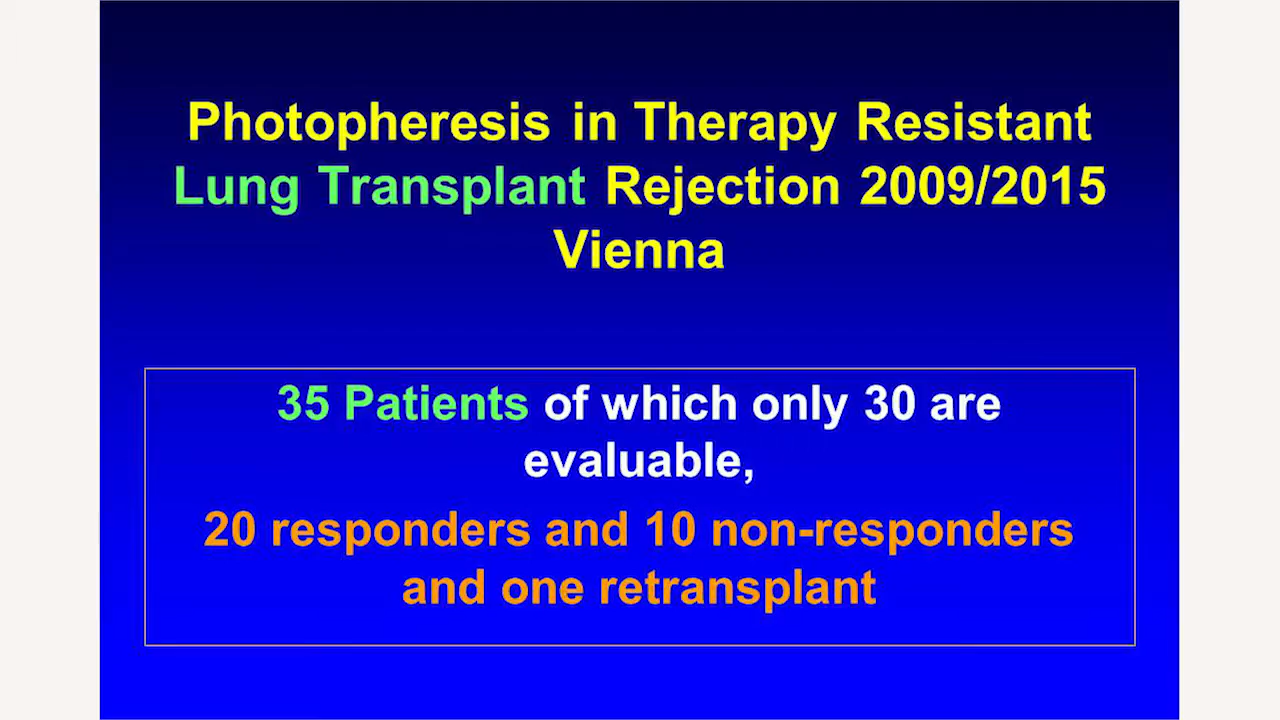 Photopheresis in Therapy Resistant
Lung Transplant Rejection 2009/2015
Vienna
35 Patients of which only 30 are
evaluable,
20 responders and 10 non-responders
and one retransplant